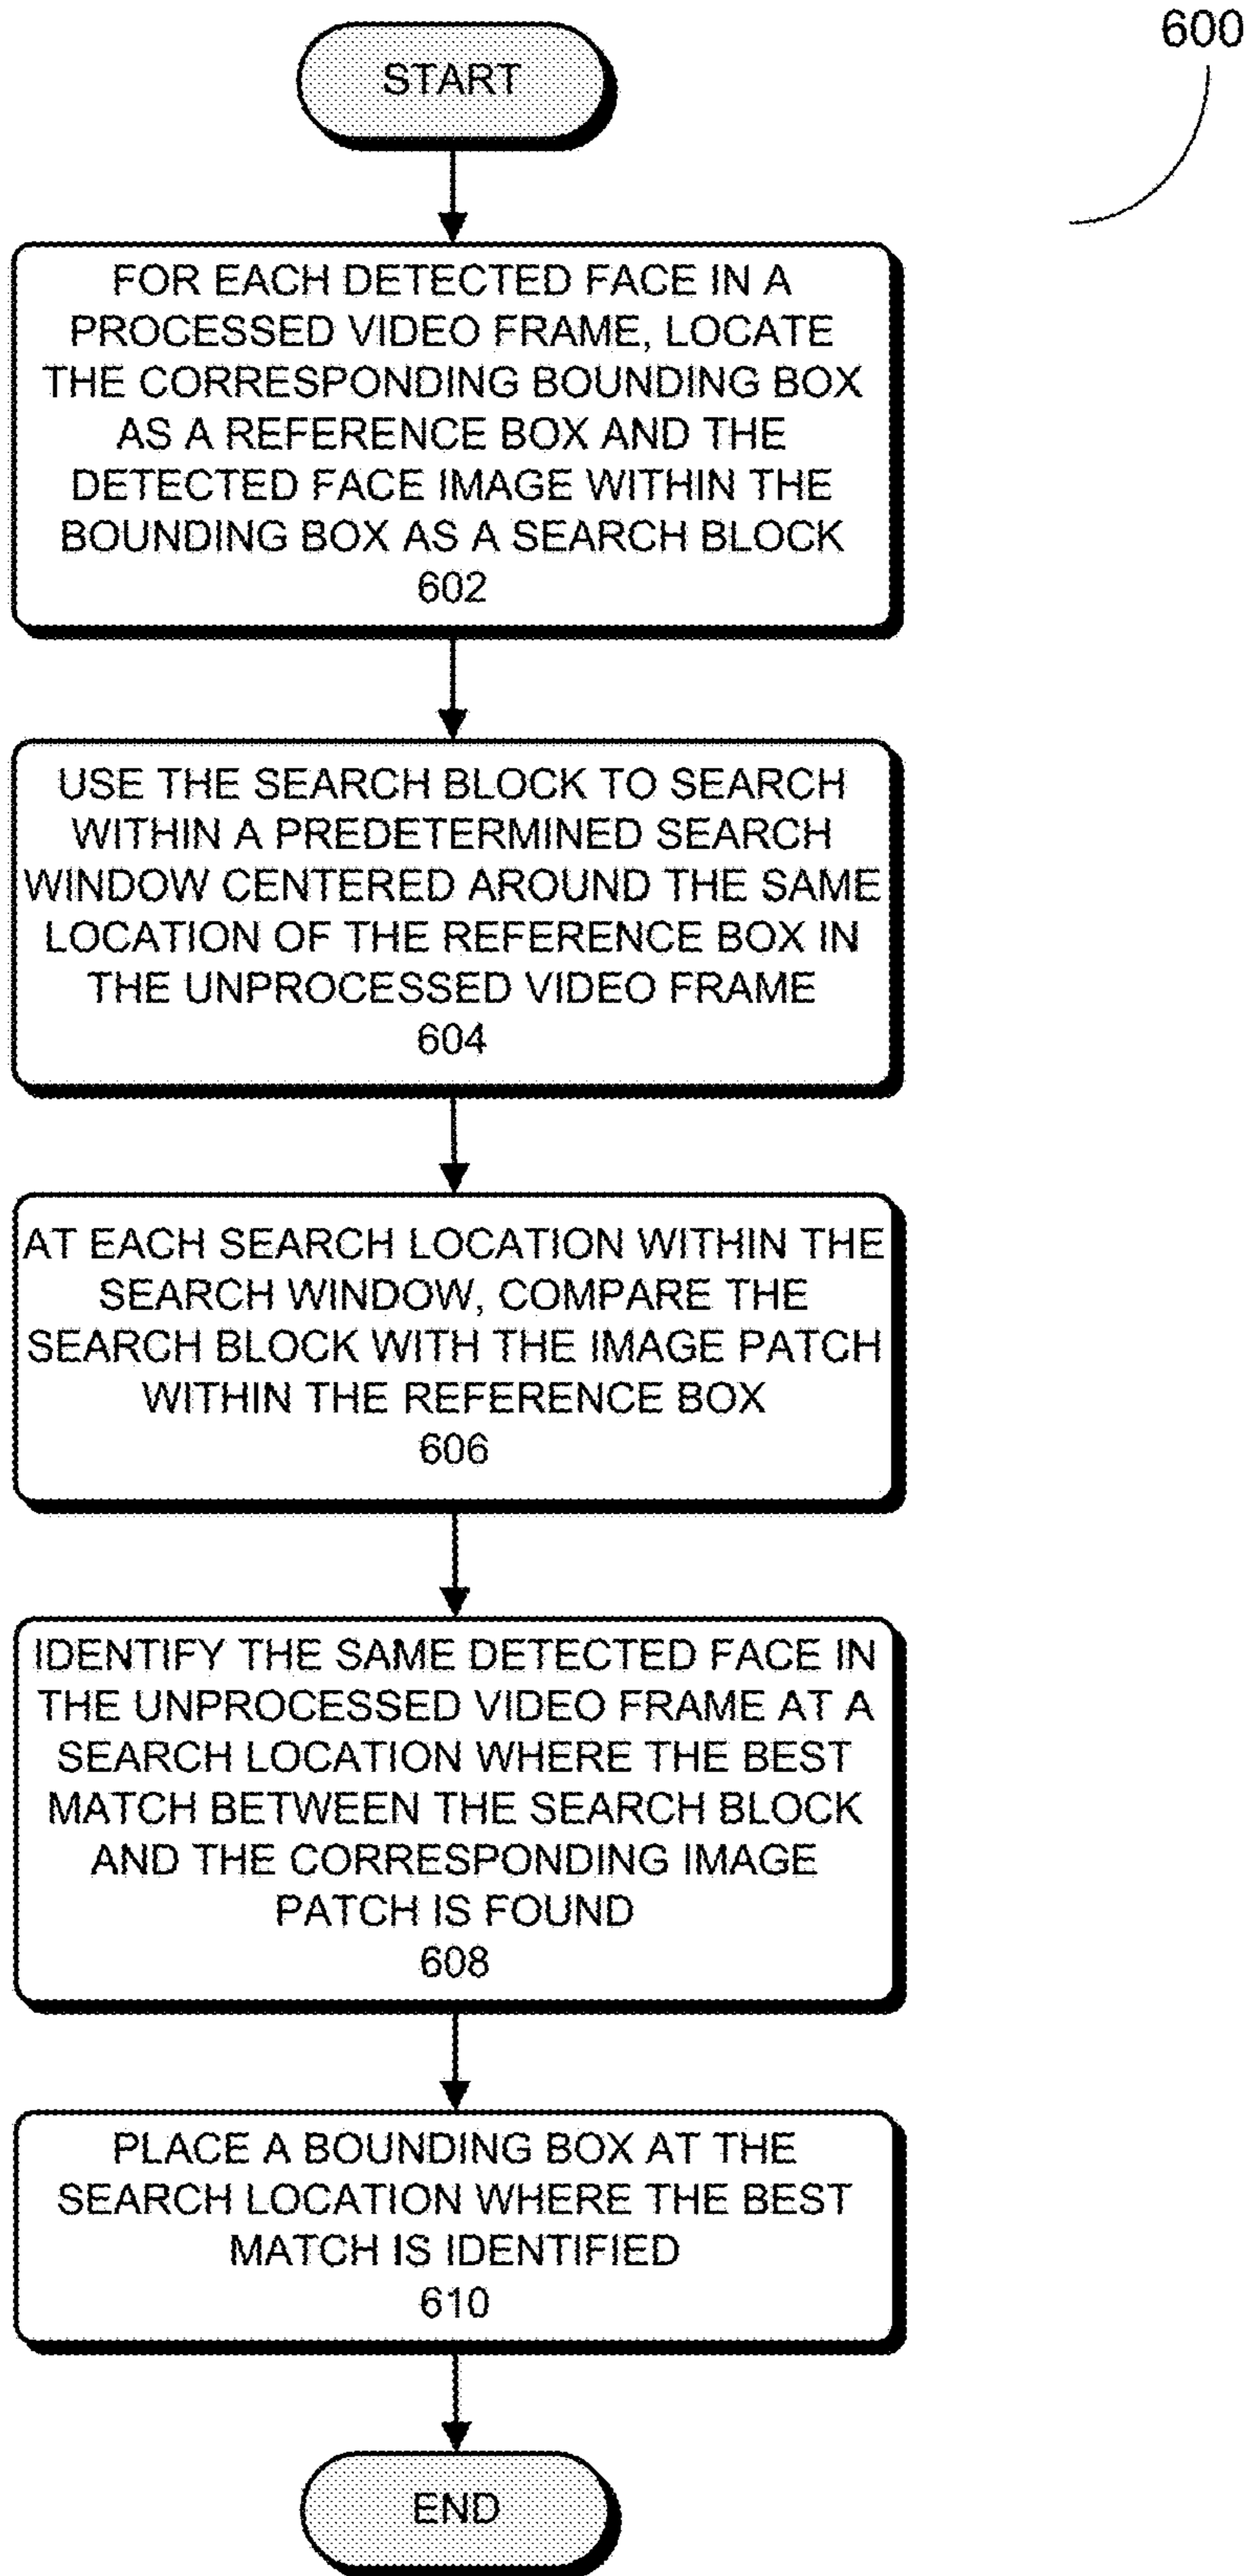 600
START
FOR EACH DETECTED FACE IN A
PROCESSED VIDEO FRAME, LOCATE
THE CORRESPONDING BOUNDING BOX
AS A REFERENCE BOX AND THE
DETECTED FACE IMAGE WITHIN THE
BOUNDING BOX AS A SEARCH BLOCK
602
USE THE SEARCH BLOCK TO SEARCH
WITHIN A PREDETERMINED SEARCH
WINDOW CENTERED AROUND THE SAME
LOCATION OF THE REFERENCE BOX IN
THE UNPROCESSED VIDEO FRAME
604
AT EACH SEARCH LOCATION WITHIN THE
SEARCH WINDOW, COMPARE THE
SEARCH BLOCK WITH THE IMAGE PATCH
WITHIN THE REFERENCE BOX
606
IDENTIFY THE SAME DETECTED FACE IN
THE UNPROCESSED VIDEO FRAME AT A
SEARCH LOCATION WHERE THE BEST
MATCH BETWEEN THE SEARCH BLOCK
AND THE CORRESPONDING IMAGE
PATCH IS FOUND
608
PLACE A BOUNDING BOX AT THE
SEARCH LOCATION WHERE THE BEST
MATCH IS IDENTIFIED
610
END